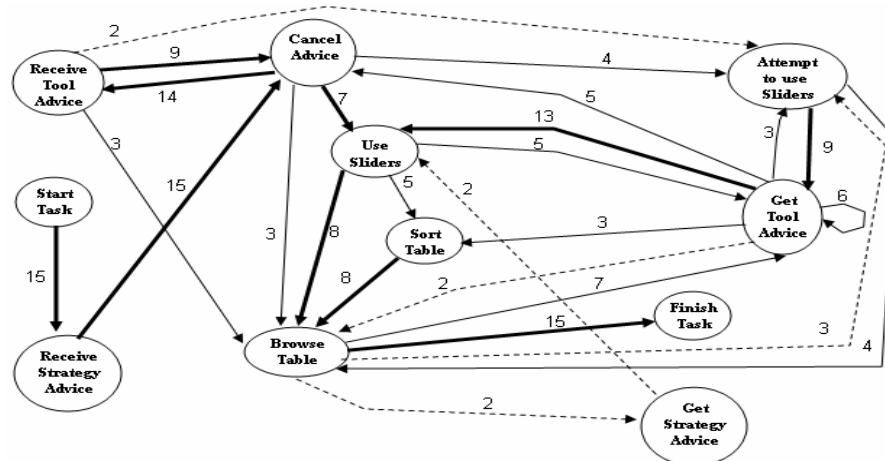 2
Cancel
Advice
9
14
4
Attempt
to use
Sliders
Receive
Tool
Advice
7
5
13
3
3
9
Use
Sliders
5
15
2
6
Start
Task
5
Get
Tool
Advice
3
8
Sort
Table
3
15
8
2
7
Finish
Task
15
3
4
Browse
Table
Receive
Strategy
Advice
2
Get
Strategy
Advice